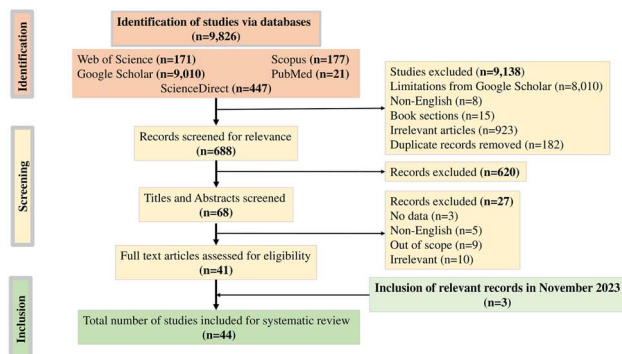 Identification
Identification of studies via databases
(n=9,826)
Web of Science (n=171)
Scopus (n=177)
Google Scholar (n=9,010)
PubMed (n=21)
ScienceDirect (n=447)
Studies excluded (n=9,138)
Limitations from Google Scholar (n=8,010)
Non-English (n=8)
Book sections (n=15)
Irrelevant articles (n=923)
Duplicate records removed (n=182)
Screening
Records screened for relevance
(n=688)
Records excluded (n=620)
Titles and Abstracts screened
(n=68)
Records excluded (n=27)
No data (n=3)
Non-English (n=5)
Out of scope (n=9)
Irrelevant (n=10)
Full text articles assessed for eligibility
(n=41)
Inclusion
Inclusion of relevant records in November 2023
(n=3)
Total number of studies included for systematic review
(n=44)